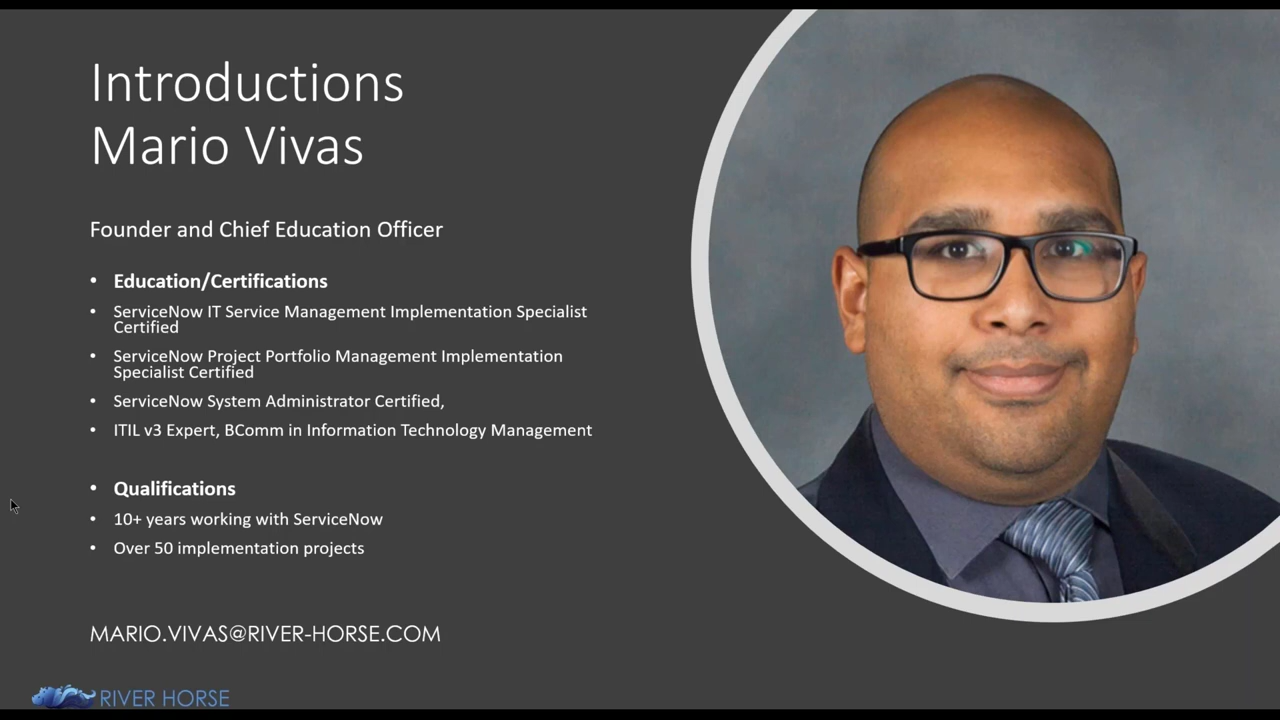 Introductions
Mario Vivas
Founder and Chief Education Officer
• Education/Certifications
• ServiceNow IT Service Management Implementation Specialist
Certified
• ServiceNow Project Portfolio Management Implementation
Specialist Certified
• ServiceNow System Administrator Certified,
• ITIL v3 Expert, BComm in Information Technology Management
• Qualifications
• 10+ years working with ServiceNow
• Over 50 implementation projects
MARIO.VIVAS@RIVER-HORSE.COM
RIVER HORSE